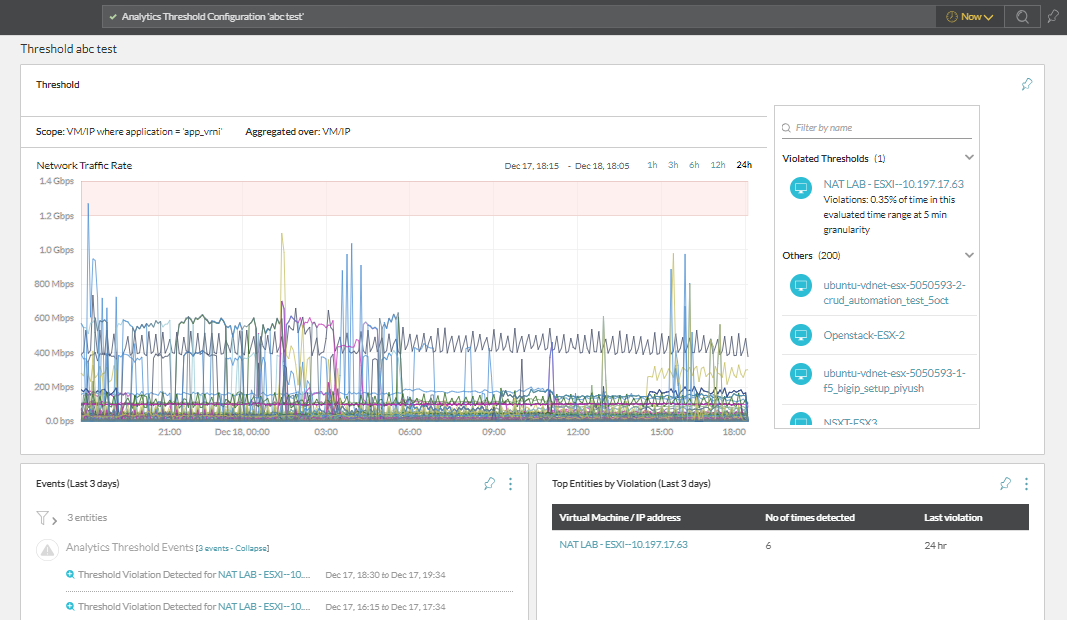 Analytics Threshold Configuration 'abc test'
Now
Threshold abc test
Threshold
Scope: VM/IP where application = 'app_vrni' Aggregated over: VM/IP
Network Traffic Rate
Dec 17, 18:15 - Dec 18, 18:05 1h 3h 6h 12h 24h
1.4 Gbps
1.2 Gbps
1.0 Gbps
800 Mbps
600 Mbps
400 Mbps
200 Mbps
0.0 bps
21:00 Dec 18, 00:00 03:00 06:00 09:00 12:00 15:00 18:00
Filter by name
Violated Thresholds (1)
NAT LAB - ESXI--10.197.17.63
Violations: 0.35% of time in this
evaluated time range at 5 min
granularity
Others (200)
ubuntu-vdnet-esx-5050593-2-
crud_automation_test_5oct
Openstack-ESX-2
ubuntu-vdnet-esx-5050593-1-
f5_bigip_setup_piyush
NSXT-ESX3
Events (Last 3 days)
3 entities
Analytics Threshold Events [3 events - Collapse]
Threshold Violation Detected for NAT LAB - ESXI--10.... Dec 17, 18:30 to Dec 17, 19:34
Threshold Violation Detected for NAT LAB - ESXI--10.... Dec 17, 16:15 to Dec 17, 17:34
Top Entities by Violation (Last 3 days)
Virtual Machine / IP address No of times detected Last violation
NAT LAB - ESXI--10.197.17.63 6 24 hr